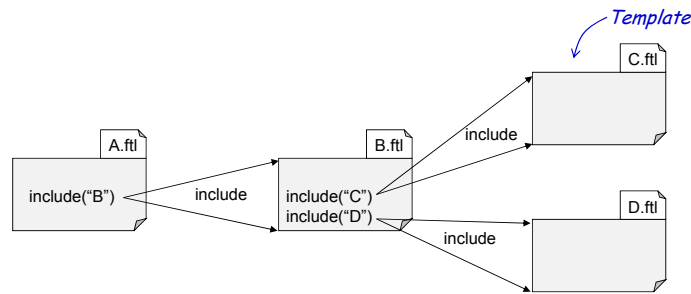 Template
C.ftl
include
A.ftl
include(“B”)
include
B.ftl
include(“C”)
include(“D”)
include
D.ftl